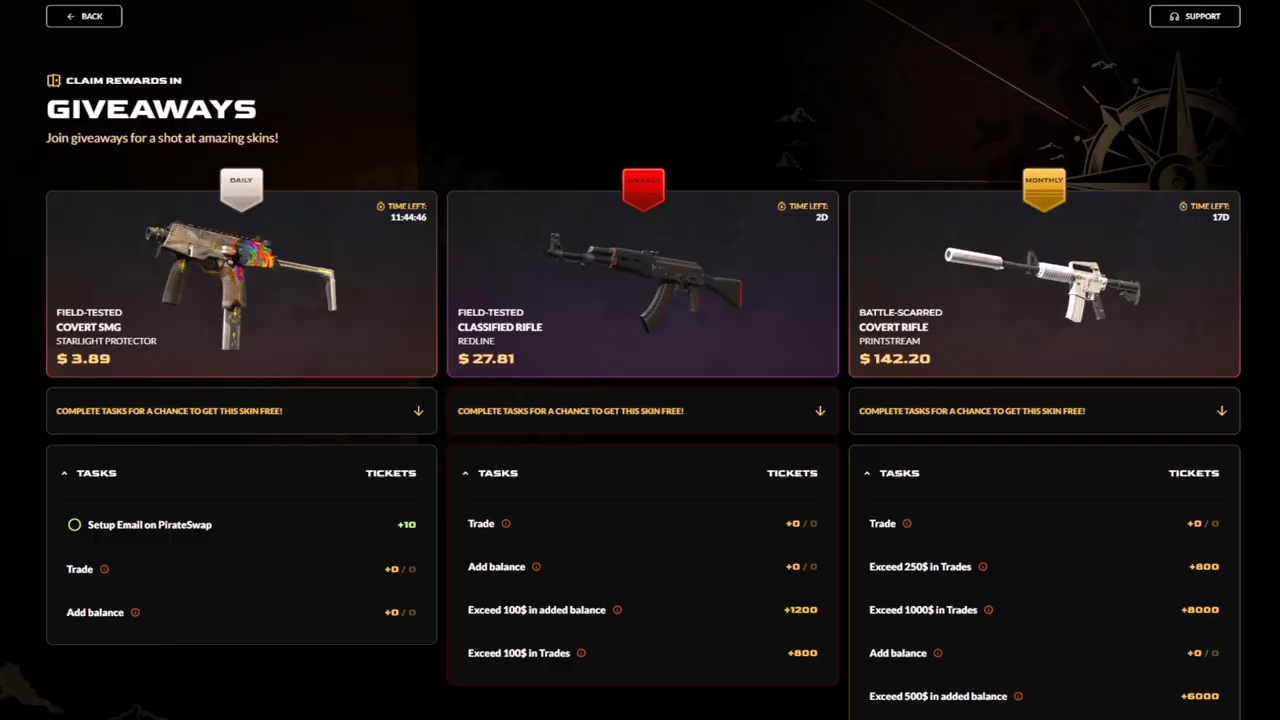 BACK
SUPPORT
CLAIM REWARDS IN
GIVEAWAYS
Join giveaways for a shot at amazing skins!
DAILY
TIME LEFT:
11:44:46
FIELD-TESTED
COVERT SMG
STARLIGHT PROTECTOR
$ 3.89
COMPLETE TASKS FOR A CHANCE TO GET THIS SKIN FREE!
TASKS
TICKETS
Setup Email on PirateSwap
+10
Trade
+0 / 0
Add balance
+0 / 0
WEEKLY
TIME LEFT:
2D
FIELD-TESTED
CLASSIFIED RIFLE
REDLINE
$ 27.81
COMPLETE TASKS FOR A CHANCE TO GET THIS SKIN FREE!
TASKS
TICKETS
Trade
+0 / 0
Add balance
+0 / 0
Exceed 100$ in added balance
+1200
Exceed 100$ in Trades
+800
MONTHLY
TIME LEFT:
17D
BATTLE-SCARRED
COVERT RIFLE
PRINTSTREAM
$ 142.20
COMPLETE TASKS FOR A CHANCE TO GET THIS SKIN FREE!
TASKS
TICKETS
Trade
+0 / 0
Exceed 250$ in Trades
+800
Exceed 1000$ in Trades
+8000
Add balance
+0 / 0
Exceed 500$ in added balance
+6000